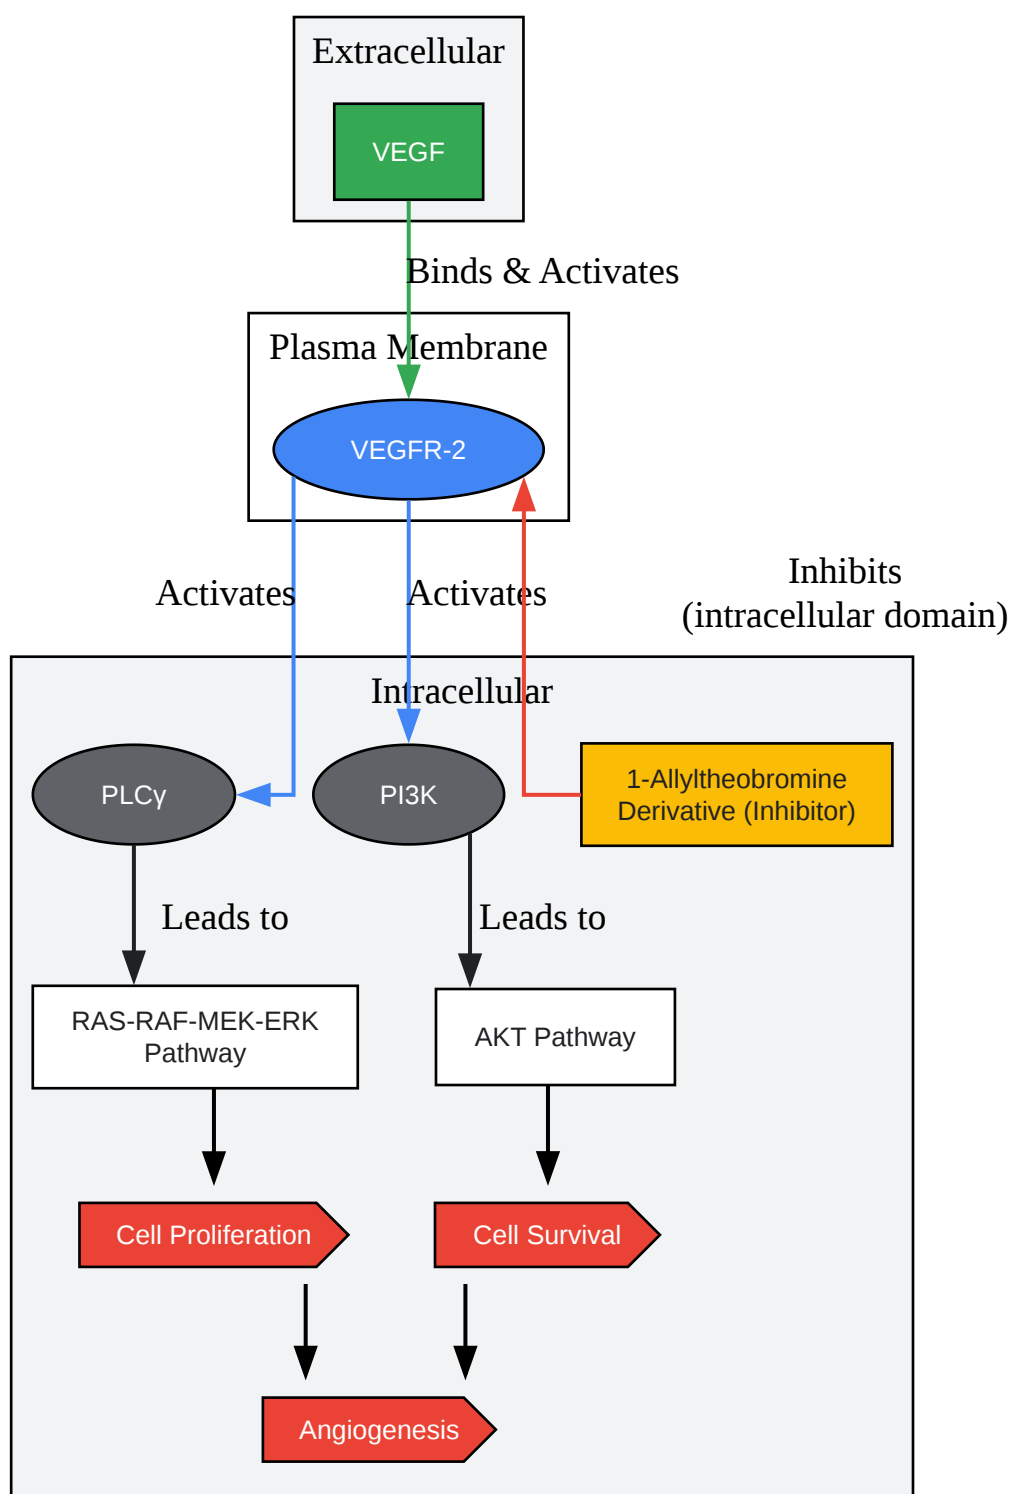 Extracellular
VEGF
Binds & Activates
Plasma Membrane
VEGFR-2
Activates
Activates
Inhibits
(intracellular domain)
Intracellular
PLCγ
PI3K
1-Allyltheobromine
Derivative (Inhibitor)
Leads to
Leads to
RAS-RAF-MEK-ERK
Pathway
AKT Pathway
Cell Proliferation
Cell Survival
Angiogenesis